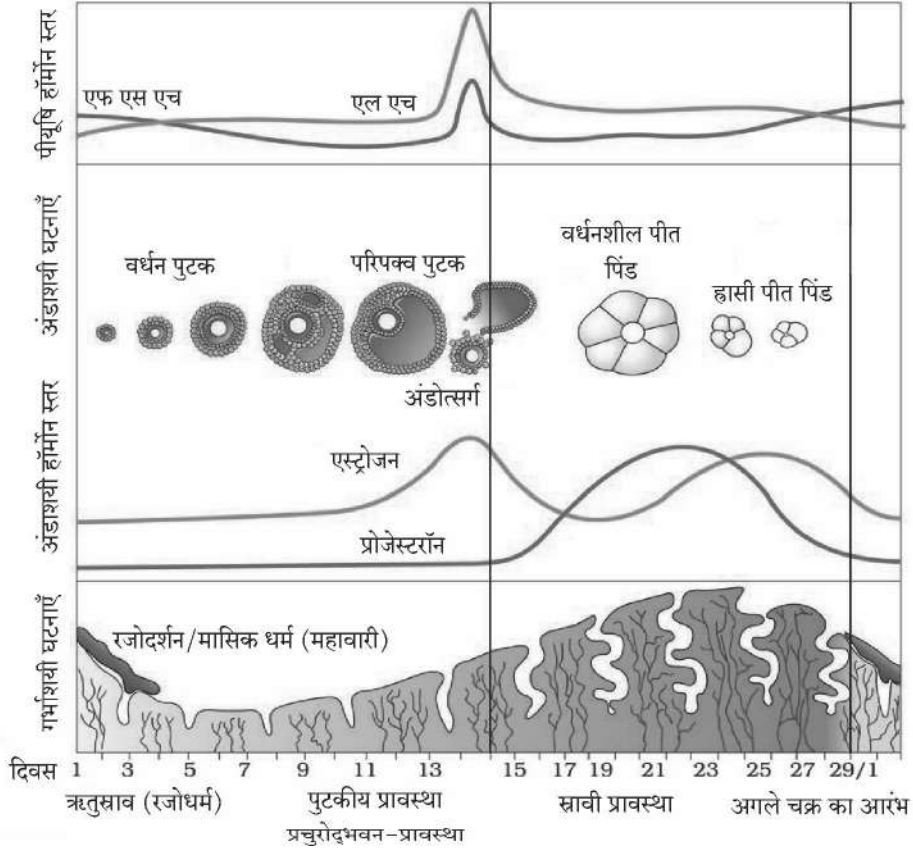 पीयूषि हॉर्मोन स्तर
एफ एस एच
एल एच
अंडाशयी घटनाएँ
वर्धन पुटक
परिपक्व पुटक
वर्धनशील पीत
पिंड
ह्रासी पीत पिंड
अंडोत्सर्ग
अंडाशयी हॉर्मोन स्तर
एस्ट्रोजन
प्रोजेस्टरॉन
गर्भाशयी घटनाएँ
रजोदर्शन/मासिक धर्म (महावारी)
दिवस 1 3 5 7 9 11 13 15 17 19 21 22 25 27 29/1
ऋतुस्राव (रजोधर्म) पुटकीय प्रावस्था स्रावी प्रावस्था अगले चक्र का आरंभ
प्रचुरोद्भवन-प्रावस्था